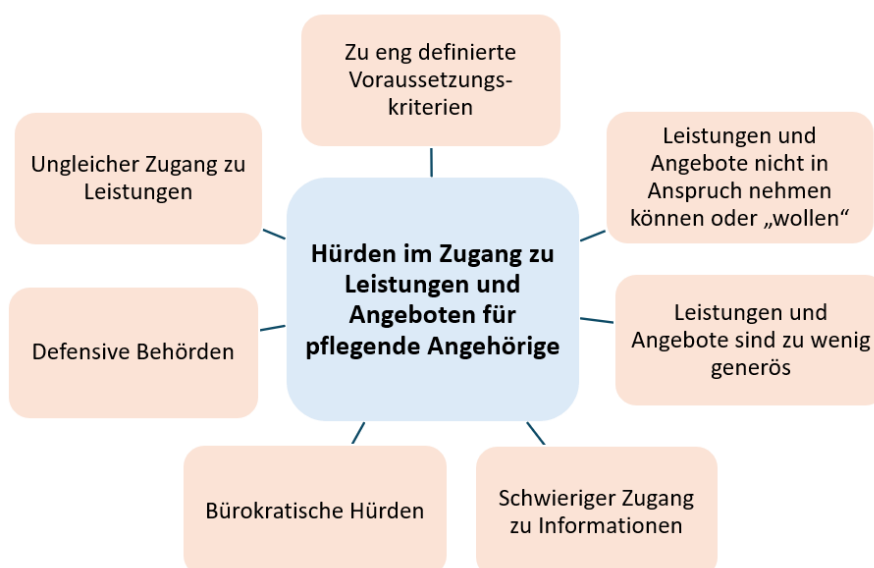 Zu eng definierte
Voraussetzungs-
kriterien
Leistungen und
Angebote nicht in
Anspruch nehmen
können oder „wollen“
Ungleicher Zugang zu
Leistungen
Hürden im Zugang zu
Leistungen und
Angeboten für
pflegende Angehörige
Leistungen und
Angebote sind zu wenig
generös
Defensive Behörden
Bürokratische Hürden
Schwieriger Zugang
zu Informationen